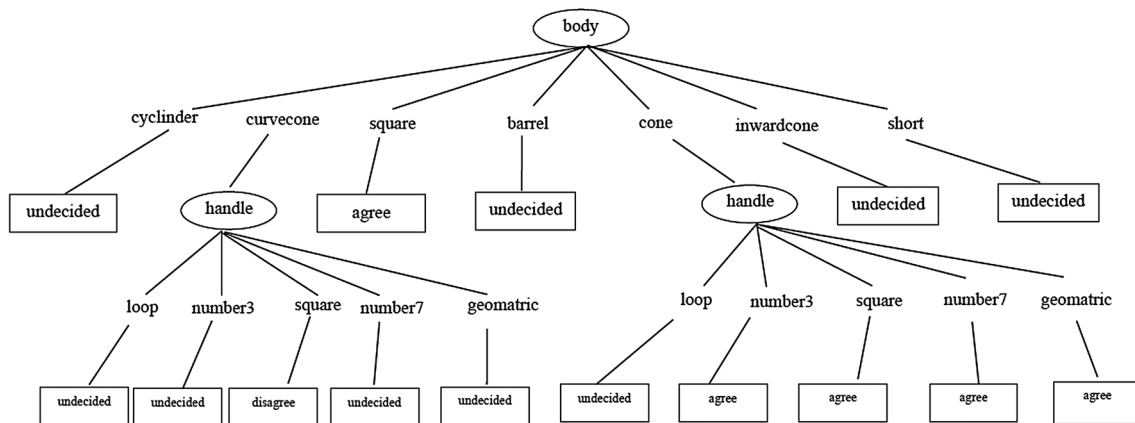 body
cyclinder curvecone square barrel cone inwardcone short
undecided handle agree undecided handle undecided undecided
loop number3 square number7 geomatric loop number3 square number7 geomatric
undecided undecided disagree undecided undecided undecided agree agree agree agree